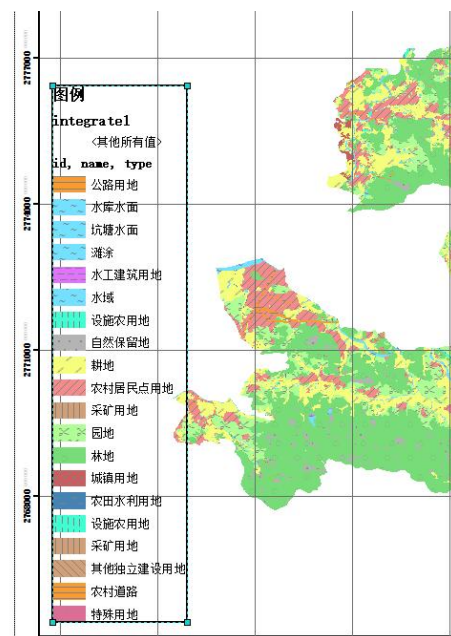 2777000
2774000
2771000
2768000
图例
integrate1
<其他所有值>
id, name, type
公路用地
水库水面
坑塘水面
滩涂
水工建筑用地
水域
设施农用地
自然保留地
耕地
农村居民点用地
采矿用地
园地
林地
城镇用地
农田水利用地
设施农用地
采矿用地
其他独立建设用地
农村道路
特殊用地